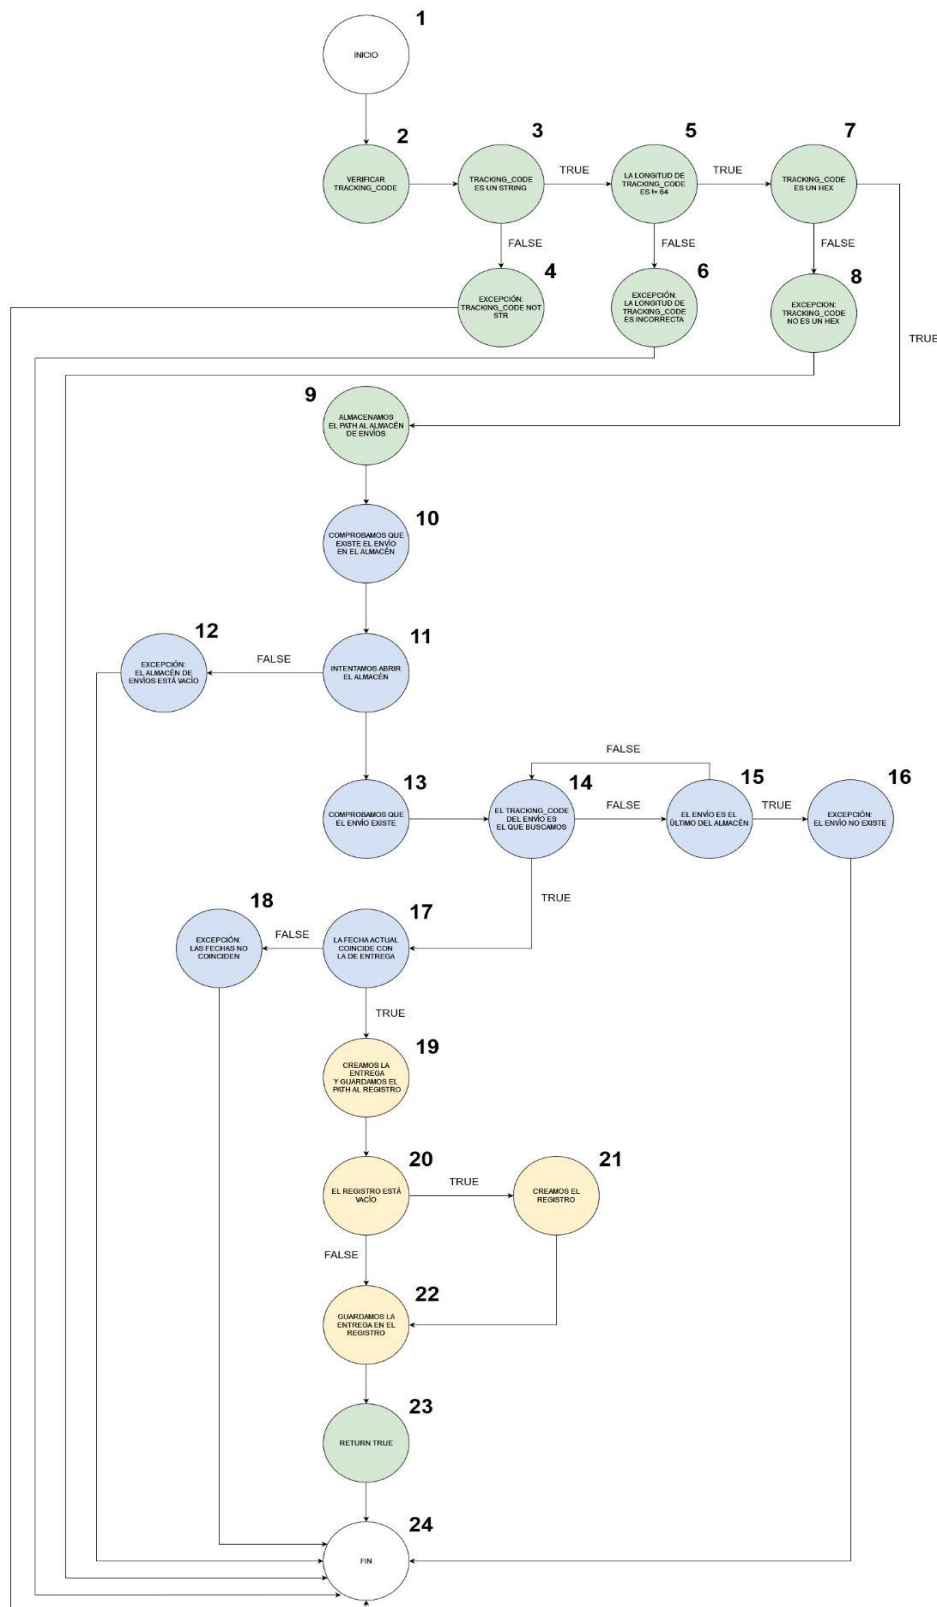 1
INICIO
2
3
5
7
VERIFICAR
TRACKING_CODE
TRACKING_CODE
ES UN STRING
TRUE
LA LONGITUD DE
TRACKING_CODE
ES != 64
TRUE
TRACKING_CODE
ES UN HEX
FALSE
FALSE
FALSE
4
6
8
EXCEPCIÓN:
TRACKING_CODE NOT
STR
EXCEPCIÓN:
LA LONGITUD DE
TRACKING_CODE
ES INCORRECTA
EXCEPCION:
TRACKING_CODE
NO ES UN HEX
TRUE
9
ALMACENAMOS
EL PATH AL ALMACÉN
DE ENVÍOS
10
COMPROBAMOS QUE
EXISTE EL ENVÍO
EN EL ALMACÉN
12
11
EXCEPCIÓN:
EL ALMACÉN DE
ENVÍOS ESTÁ VACÍO
FALSE
INTENTAMOS ABRIR
EL ALMACÉN
FALSE
13
14
15
16
COMPROBAMOS QUE
EL ENVÍO EXISTE
EL TRACKING_CODE
DEL ENVÍO ES
EL QUE BUSCAMOS
FALSE
EL ENVÍO ES EL
ÚLTIMO DEL ALMACÉN
TRUE
EXCEPCIÓN:
EL ENVÍO NO EXISTE
TRUE
18
17
EXCEPCIÓN:
LAS FECHAS NO
COINCIDEN
FALSE
LA FECHA ACTUAL
COINCIDE CON
LA DE ENTREGA
TRUE
19
CREAMOS LA
ENTREGA
Y GUARDAMOS EL
PATH AL REGISTRO
20
21
EL REGISTRO ESTÁ
VACÍO
TRUE
CREAMOS EL
REGISTRO
FALSE
22
GUARDAMOS LA
ENTREGA EN EL
REGISTRO
23
RETURN TRUE
24
FIN